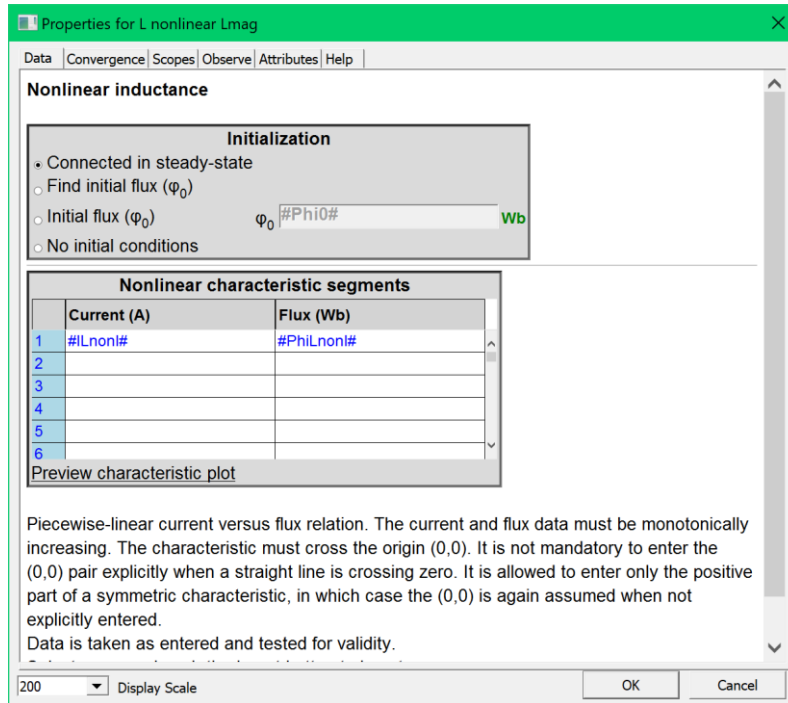 Properties for L nonlinear Lmag
Data Convergence Scopes Observe Attributes Help
Nonlinear inductance
Initialization
Connected in steady-state
Find initial flux (φ0)
Initial flux (φ0) φ0 #Phi0# Wb
No initial conditions
Nonlinear characteristic segments
Current (A) Flux (Wb)
1 #ILnonl# #PhiLnonl#
2
3
4
5
6
Preview characteristic plot
Piecewise-linear current versus flux relation. The current and flux data must be monotonically
increasing. The characteristic must cross the origin (0,0). It is not mandatory to enter the
(0,0) pair explicitly when a straight line is crossing zero. It is allowed to enter only the positive
part of a symmetric characteristic, in which case the (0,0) is again assumed when not
explicitly entered.
Data is taken as entered and tested for validity.
200 Display Scale OK Cancel